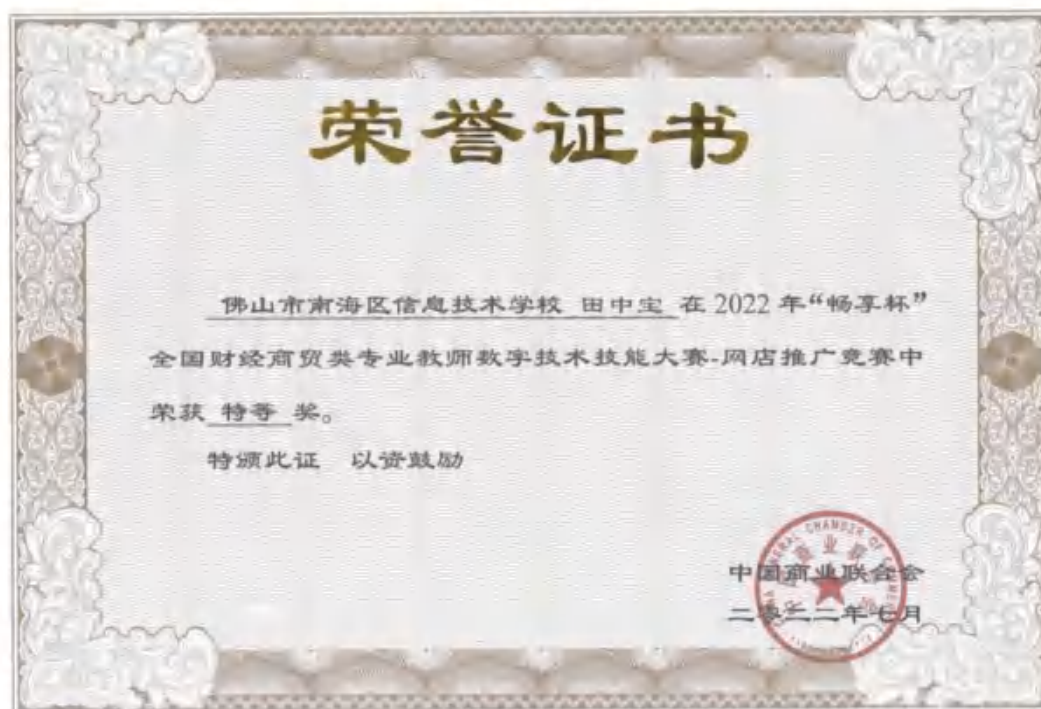 荣誉证书
佛山市南海区信息技术学校 田中宝 在 2022 年“畅享杯”
全国财经商贸类专业教师数字技术技能大赛-网店推广竞赛中
荣获 特等 奖。
特颁此证 以资鼓励
中国商业联合会
二零二二年七月